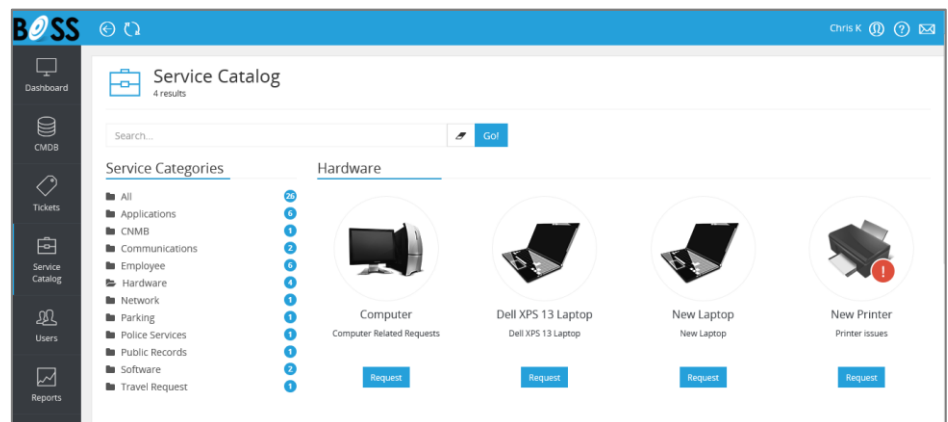 BOSS
Chris K
Dashboard
CMDB
Tickets
Service
Catalog
Users
Reports
Service Catalog
4 results
Search...
Go!
Service Categories
All 26
Applications 6
CNMB 1
Communications 2
Employee 6
Hardware 4
Network 1
Parking 1
Police Services 1
Public Records 1
Software 2
Travel Request 1
Hardware
Computer
Computer Related Requests
Request
Dell XPS 13 Laptop
Dell XPS 13 Laptop
Request
New Laptop
New Laptop
Request
New Printer
Printer issues
Request